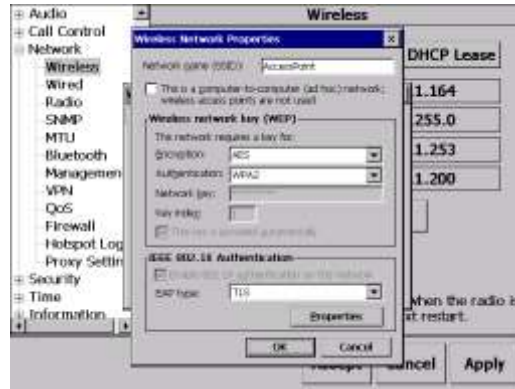 Audio
Call Control
Network
Wireless
Wired
Radio
SNMP
MTU
Bluetooth
Managemen
VPN
QoS
Firewall
Hotspot Log
Proxy Settin
Security
Time
Information
Wireless
DHCP Lease
1.164
255.0
1.253
1.200
when the radio is
xt restart.
Cancel
Apply
Wireless Network Properties
Network name (SSID): AccessPoint
This is a computer-to-computer (ad hoc) network;
wireless access points are not used
Wireless network key (WEP)
The network requires a key for:
Encryption: AES
Authentication: WPA2
Network key:
Key index:
This key is provided automatically
IEEE 802.1X Authentication
Enable 802.1X authentication on this network
EAP type: TLS
Properties
OK
Cancel